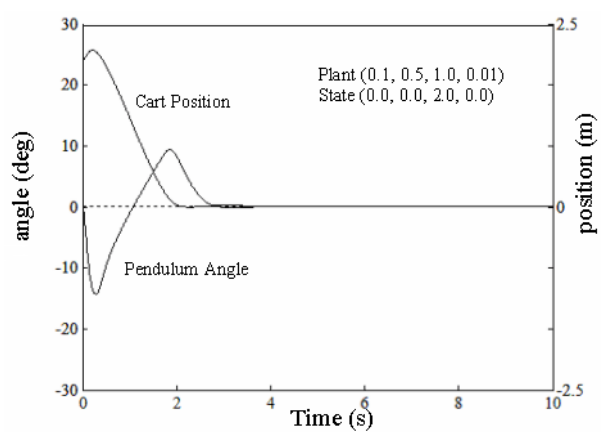 30
20
10
0
-10
-20
-30
angle (deg)
2.5
0
-2.5
position (m)
Plant (0.1, 0.5, 1.0, 0.01)
State (0.0, 0.0, 2.0, 0.0)
Cart Position
Pendulum Angle
0 2 4 6 8 10
Time (s)